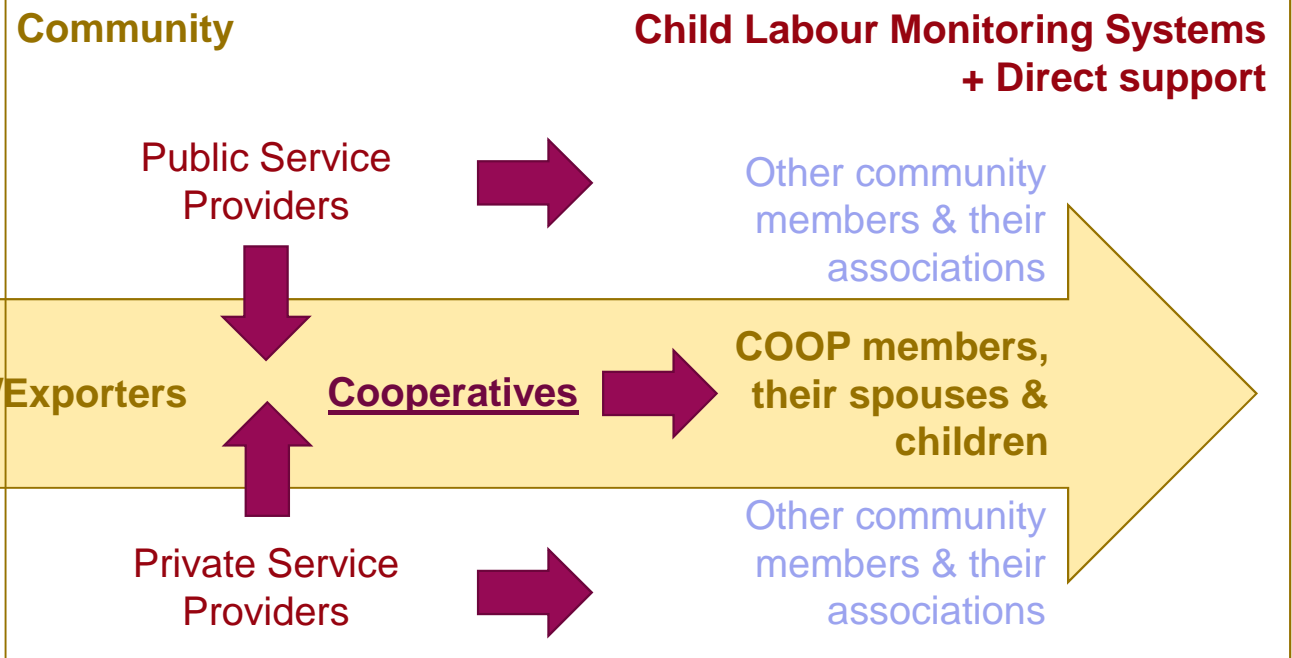 Community
Child Labour Monitoring Systems
+ Direct support
Public Service
Providers
Other community
members & their
associations
/Exporters
Cooperatives
COOP members,
their spouses &
children
Private Service
Providers
Other community
members & their
associations